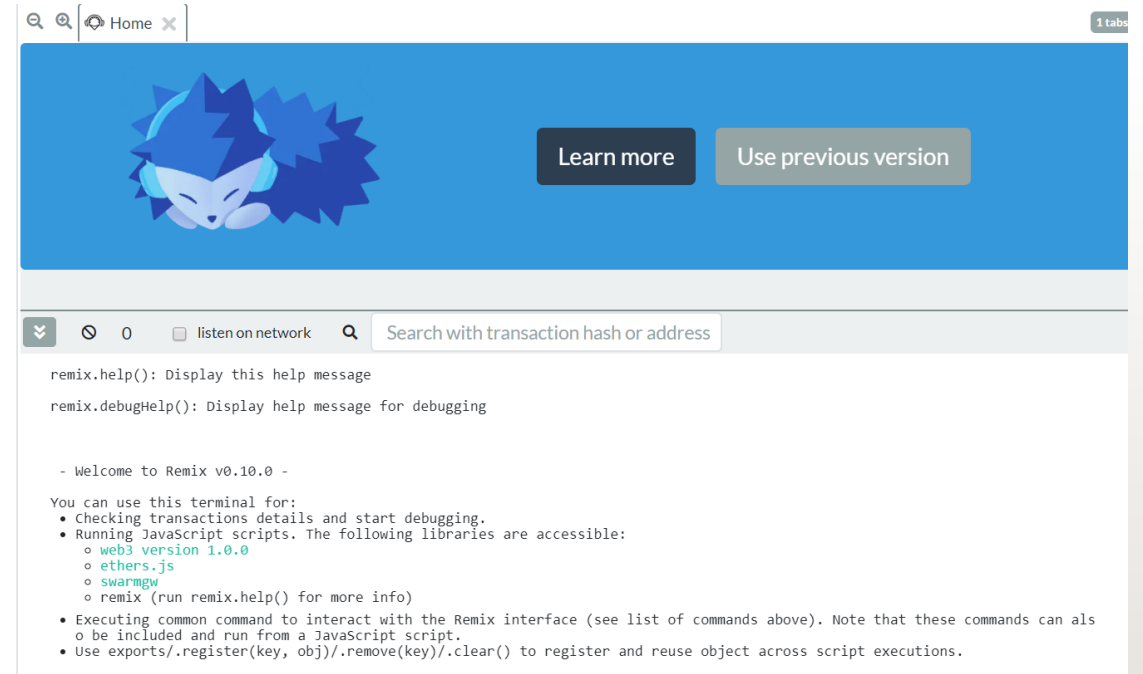 Home
1 tabs
Learn more
Use previous version
0
listen on network
Search with transaction hash or address
remix.help(): Display this help message
remix.debugHelp(): Display help message for debugging
- Welcome to Remix v0.10.0 -
You can use this terminal for:
• Checking transactions details and start debugging.
• Running JavaScript scripts. The following libraries are accessible:
o web3 version 1.0.0
o ethers.js
o swarmgw
o remix (run remix.help() for more info)
• Executing common command to interact with the Remix interface (see list of commands above). Note that these commands can als
o be included and run from a JavaScript script.
• Use exports/.register(key, obj)/.remove(key)/.clear() to register and reuse object across script executions.